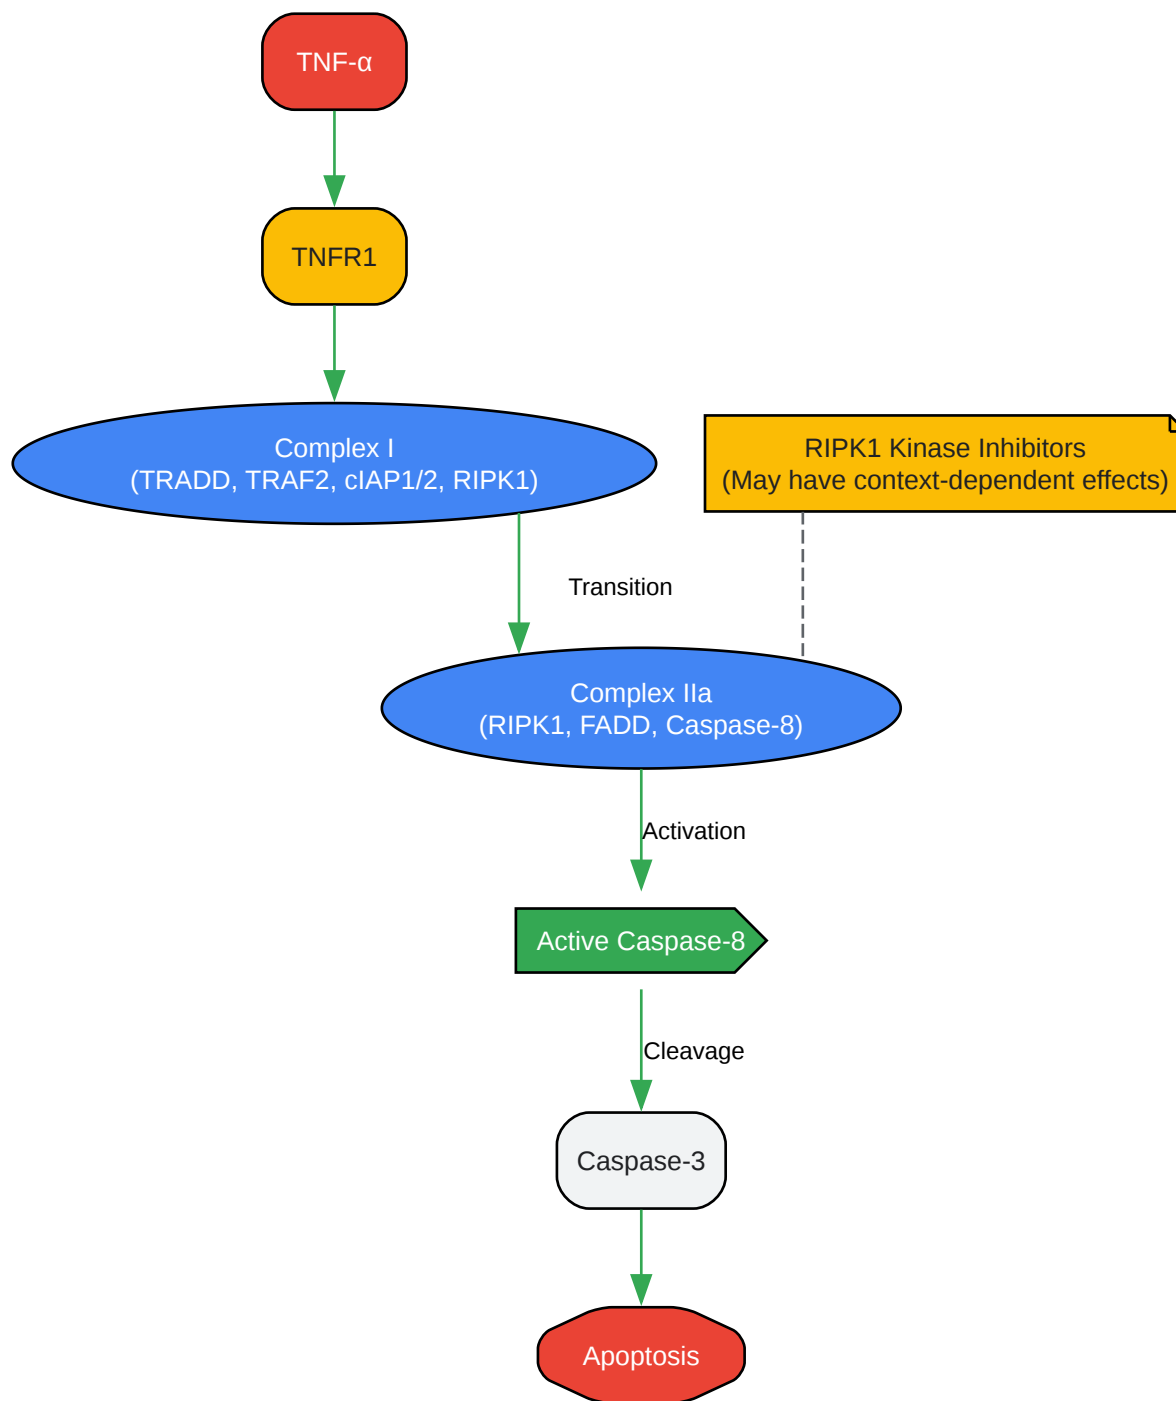 TNF-α
TNFR1
Complex I
(TRADD, TRAF2, cIAP1/2, RIPK1)
RIPK1 Kinase Inhibitors
(May have context-dependent effects)
Transition
Complex IIa
(RIPK1, FADD, Caspase-8)
Activation
Active Caspase-8
Cleavage
Caspase-3
Apoptosis